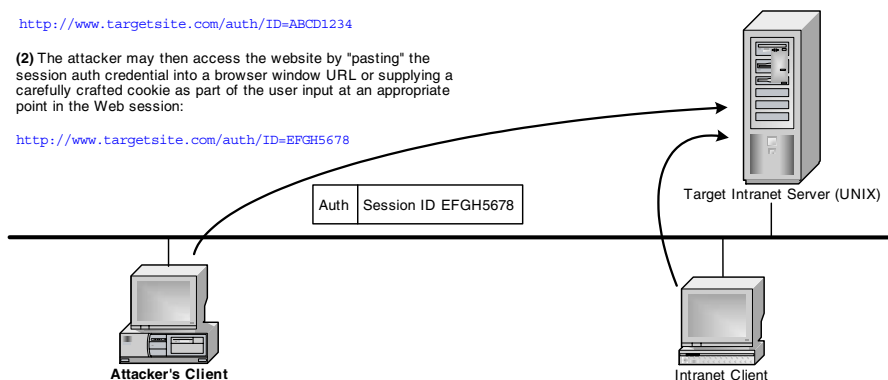 http://www.targetsite.com/auth/ID=ABCD1234
(2) The attacker may then access the website by "pasting" the
session auth credential into a browser window URL or supplying a
carefully crafted cookie as part of the user input at an appropriate
point in the Web session:
http://www.targetsite.com/auth/ID=EFGH5678
Auth Session ID EFGH5678
Target Intranet Server (UNIX)
Attacker's Client
Intranet Client